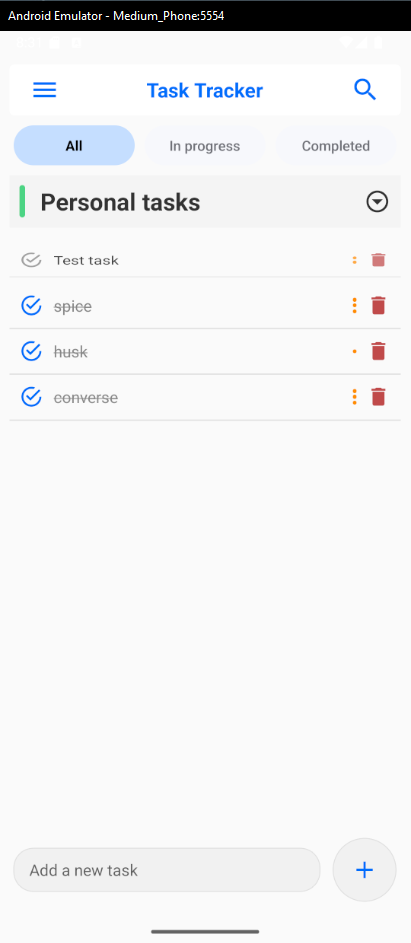 Android Emulator - Medium_Phone:5554
Task Tracker
All In progress Completed
Personal tasks
Test task
spice
husk
converse
Add a new task